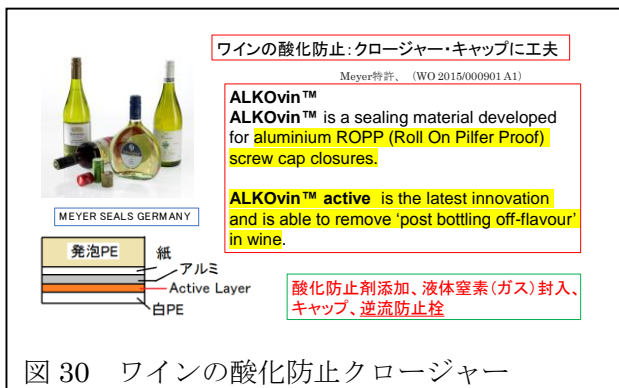 ワインの酸化防止：クロージャー・キャップに工夫
Meyer特許、（WO 2015/000901 A1）
ALKOvin™
ALKOvin™ is a sealing material developed
for aluminium ROPP (Roll On Pilfer Proof)
screw cap closures.
ALKOvin™ active is the latest innovation
and is able to remove ‘post bottling off-flavour’
in wine.
MEYER SEALS GERMANY
発泡PE
紙
アルミ
Active Layer
白PE
酸化防止剤添加、液体窒素（ガス）封入、
キャップ、逆流防止栓
図 30　ワインの酸化防止クロージャー